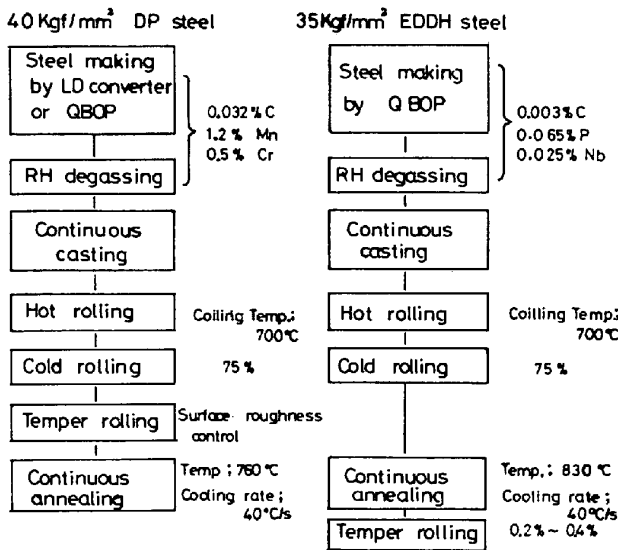 40 Kgf/mm² DP steel
Steel making
by LD converter
or QBOP
0.032% C
1.2 % Mn
0.5 % Cr
RH degassing
Continuous
casting
Hot rolling
Coiling Temp.;
700°C
Cold rolling
75 %
Temper rolling
Surface roughness
control
Continuous
annealing
Temp ; 760°C
Cooling rate ;
40°C/s
35Kgf/mm² EDDH steel
Steel making
by Q BOP
0.003% C
0.065% P
0.025% Nb
RH degassing
Continuous
casting
Hot rolling
Coilling Temp;
700°C
Cold rolling
75 %
Continuous
annealing
Temp.; 830 °C
Cooling rate ;
40°C/s
Temper rolling
0.2% ~ 0.4%